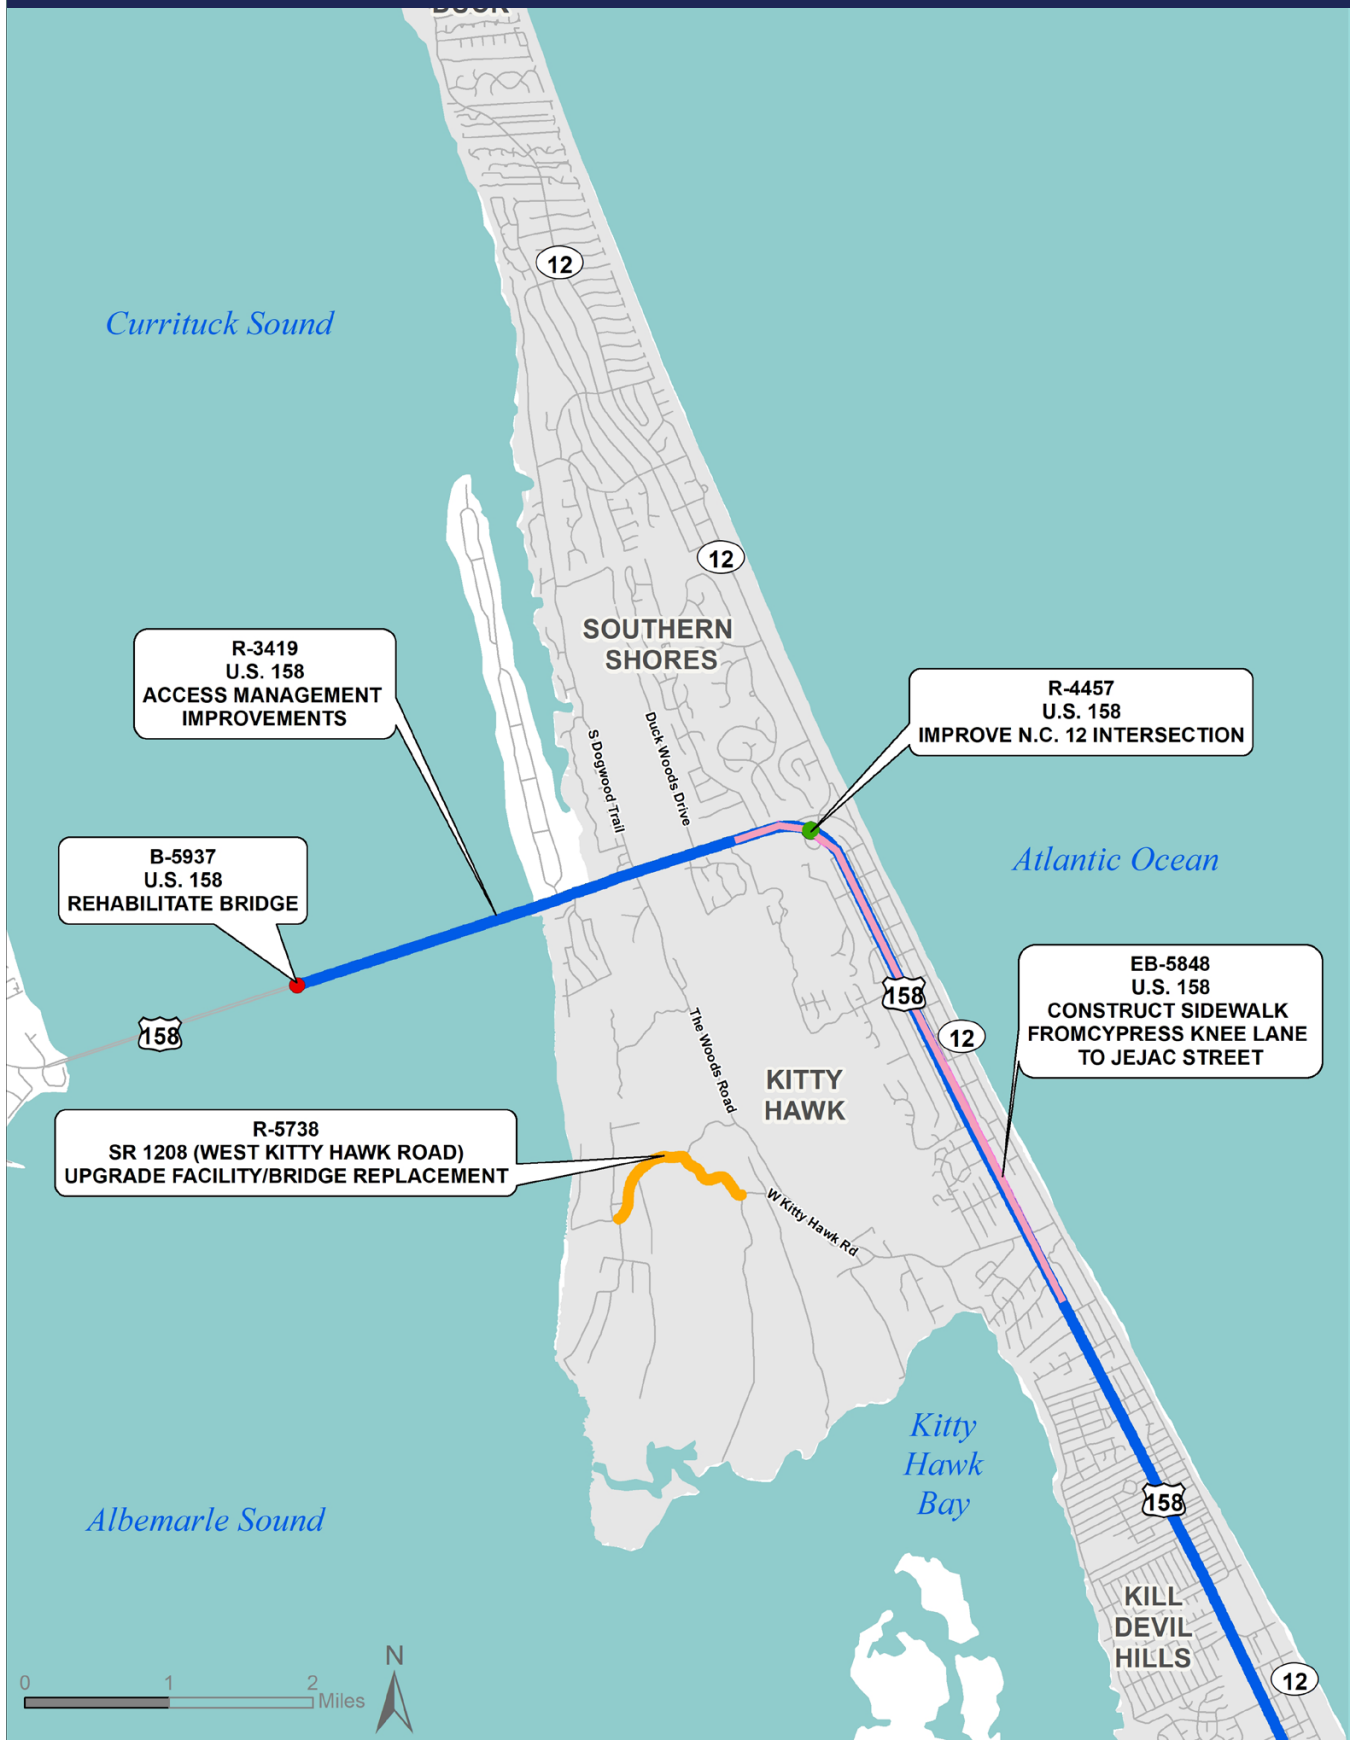 DUCK
12
Currituck Sound
12
SOUTHERN
SHORES
R-3419
U.S. 158
ACCESS MANAGEMENT
IMPROVEMENTS
R-4457
U.S. 158
IMPROVE N.C. 12 INTERSECTION
S Dogwood Trail
Duck Woods Drive
B-5937
U.S. 158
REHABILITATE BRIDGE
Atlantic Ocean
EB-5848
U.S. 158
CONSTRUCT SIDEWALK
FROMCYPRESS KNEE LANE
TO JEJAC STREET
158
158
12
The Woods Road
KITTY
HAWK
R-5738
SR 1208 (WEST KITTY HAWK ROAD)
UPGRADE FACILITY/BRIDGE REPLACEMENT
W Kitty Hawk Rd
Kitty
Hawk
Bay
Albemarle Sound
158
KILL
DEVIL
HILLS
12
N
0 1 2
Miles